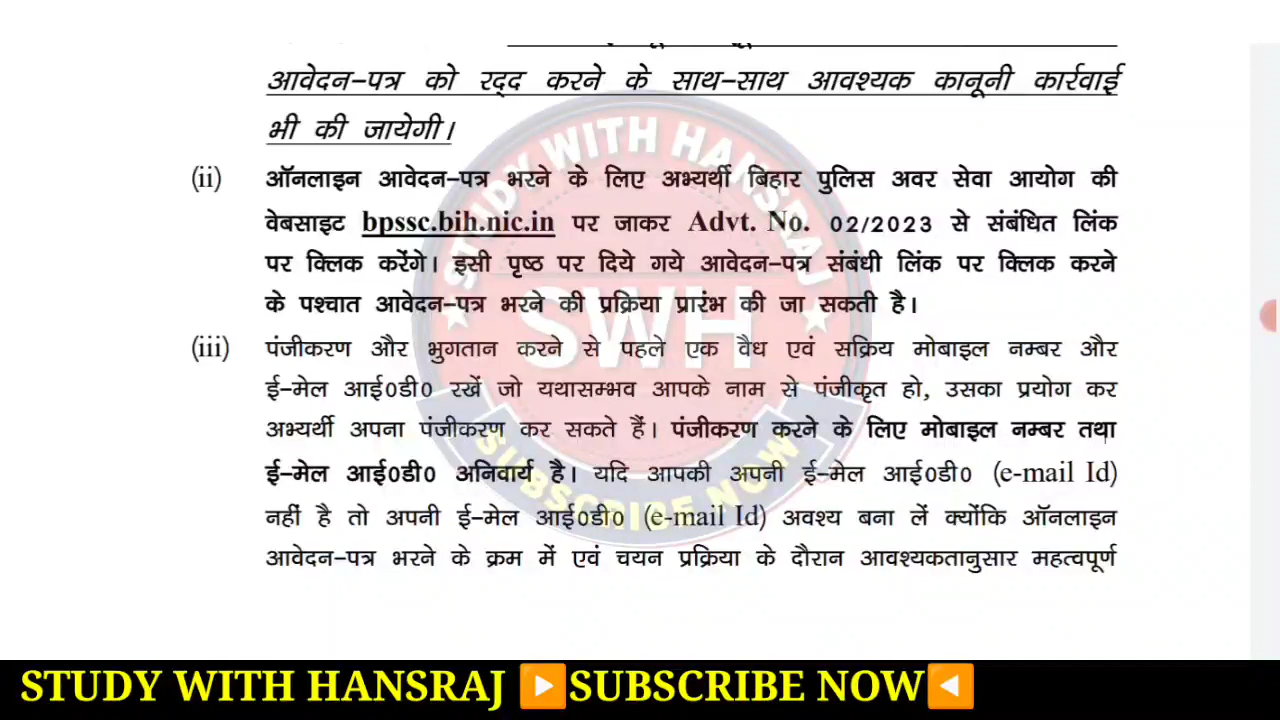 आवेदन–पत्र को रद्द करने के साथ–साथ आवश्यक कानूनी कार्रवाई
भी की जायेगी।
(ii) ऑनलाइन आवेदन–पत्र भरने के लिए अभ्यर्थी बिहार पुलिस अवर सेवा आयोग की
वेबसाइट bpssc.bih.nic.in पर जाकर Advt. No. 02/2023 से संबंधित लिंक
पर क्लिक करेंगे। इसी पृष्ठ पर दिये गये आवेदन–पत्र संबंधी लिंक पर क्लिक करने
के पश्चात आवेदन–पत्र भरने की प्रक्रिया प्रारंभ की जा सकती है।
(iii) पंजीकरण और भुगतान करने से पहले एक वैध एवं सक्रिय मोबाइल नम्बर और
ई–मेल आई0डी0 रखें जो यथासम्भव आपके नाम से पंजीकृत हो, उसका प्रयोग कर
अभ्यर्थी अपना पंजीकरण कर सकते हैं। पंजीकरण करने के लिए मोबाइल नम्बर तथा
ई–मेल आई0डी0 अनिवार्य है। यदि आपकी अपनी ई–मेल आई0डी0 (e-mail Id)
नहीं है तो अपनी ई–मेल आई0डी0 (e-mail Id) अवश्य बना लें क्योंकि ऑनलाइन
आवेदन–पत्र भरने के क्रम में एवं चयन प्रक्रिया के दौरान आवश्यकतानुसार महत्वपूर्ण
STUDY WITH HANSRAJ
SWH
SUBSCRIBE NOW
STUDY WITH HANSRAJ ▶SUBSCRIBE NOW◀